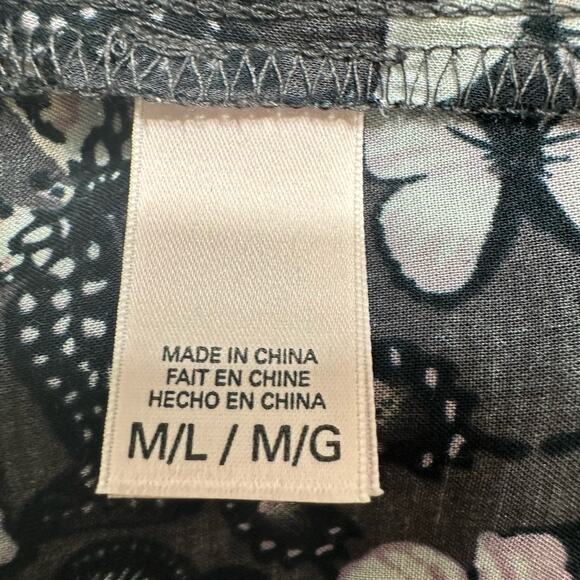 MADE IN CHINA
FAIT EN CHINE
HECHO EN CHINA
M/L / M/G